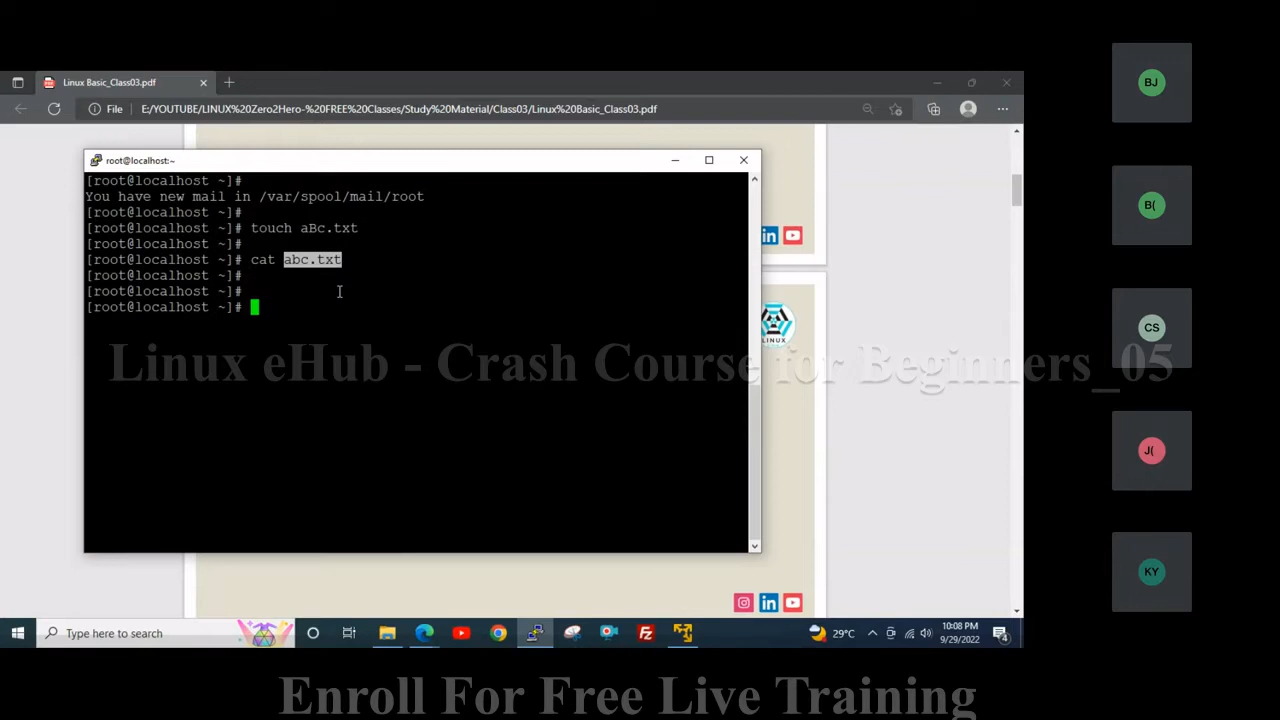 Linux Basic_Class03.pdf
File
E:/YOUTUBE/LINUX%20Zero2Hero-%20FREE%20Classes/Study%20Material/Class03/Linux%20Basic_Class03.pdf
root@localhost:~
[root@localhost ~]#
You have new mail in /var/spool/mail/root
[root@localhost ~]#
[root@localhost ~]# touch aBc.txt
[root@localhost ~]#
[root@localhost ~]# cat abc.txt
[root@localhost ~]#
[root@localhost ~]#
[root@localhost ~]#
LINUX
Linux eHub - Crash Course for Beginners_05
BJ
B(
CS
J(
KY
Type here to search
29°C
10:08 PM
9/29/2022
4
Enroll For Free Live Training